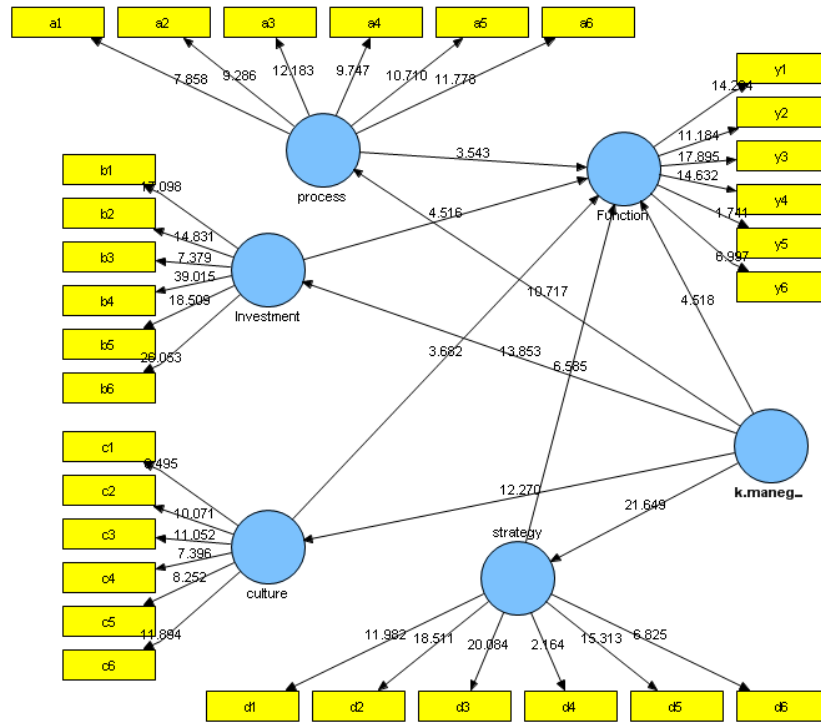 a1
a2
a3
a4
a5
a6
7.858
9.286
12.183
9.747
10.710
11.778
process
y1
y2
y3
y4
y5
y6
14.294
11.184
17.895
14.632
1.741
6.997
Function
3.543
4.516
b1
b2
b3
b4
b5
b6
17.098
14.831
7.379
39.015
18.509
26.053
Investment
10.717
4.518
3.682
13.853
6.585
c1
c2
c3
c4
c5
c6
10.071
11.052
7.396
8.252
11.894
culture
12.270
21.649
k.maneg...
strategy
11.982
18.511
20.084
2.164
15.313
6.825
d1
d2
d3
d4
d5
d6